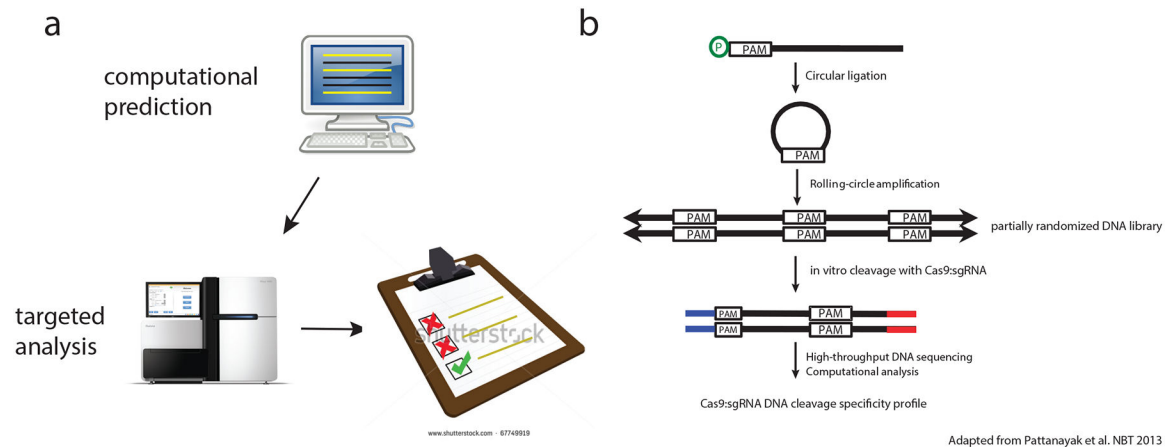 a
computational
prediction
targeted
analysis
shutterstock
www.shutterstock.com · 67749919
b
P
PAM
Circular ligation
PAM
Rolling-circle amplification
PAM PAM PAM
PAM PAM PAM
partially randomized DNA library
in vitro cleavage with Cas9:sgRNA
PAM PAM
PAM PAM
High-throughput DNA sequencing
Computational analysis
Cas9:sgRNA DNA cleavage specificity profile
Adapted from Pattanayak et al. NBT 2013